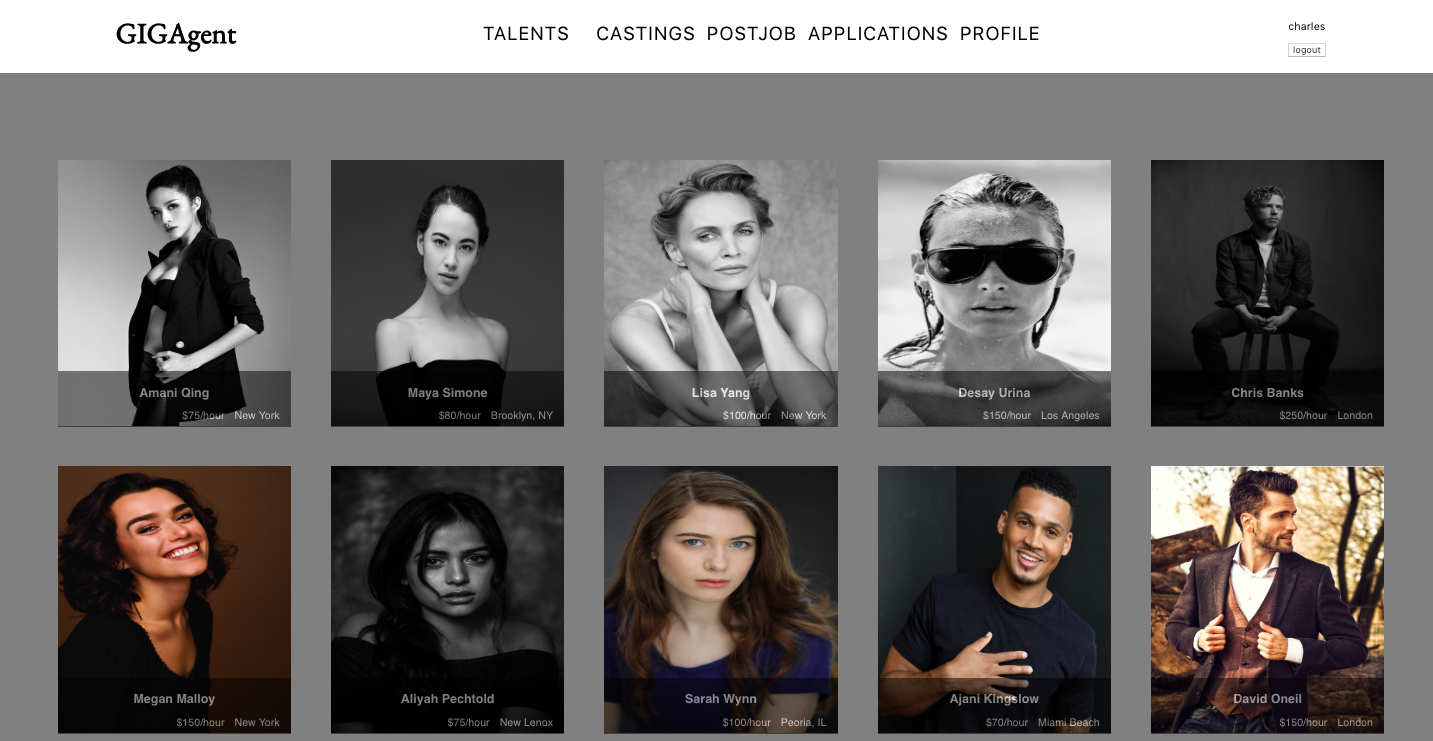 GIGAgent
TALENTS CASTINGS POSTJOB APPLICATIONS PROFILE
charles
logout
Amani Qing
$75/hour New York
Maya Simone
$80/hour Brooklyn, NY
Lisa Yang
$100/hour New York
Desay Urina
$150/hour Los Angeles
Chris Banks
$250/hour London
Megan Malloy
$150/hour New York
Aliyah Pechtold
$75/hour New Lenox
Sarah Wynn
$100/hour Peoria, IL
Ajani Kingslow
$70/hour Miami Beach
David Oneil
$150/hour London